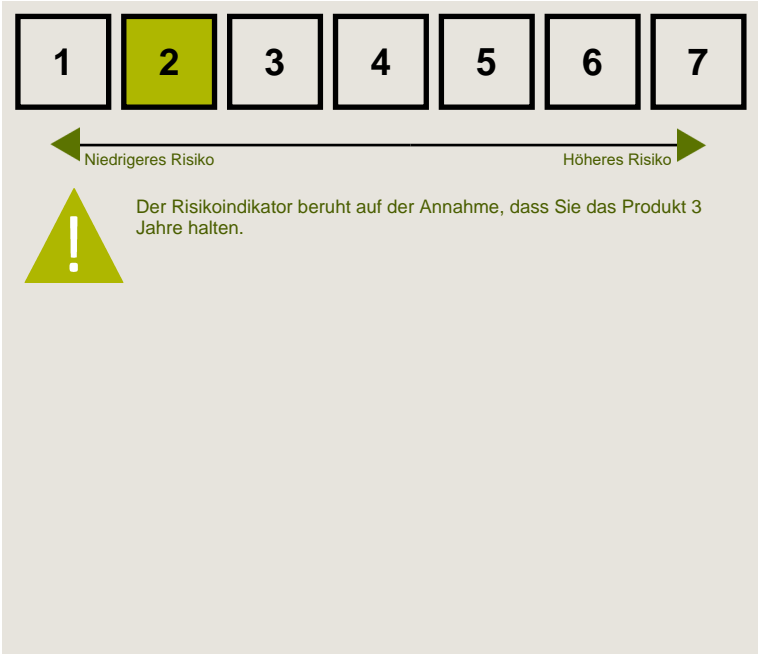 1 2 3 4 5 6 7
Niedrigeres Risiko Höheres Risiko
!
Der Risikoindikator beruht auf der Annahme, dass Sie das Produkt 3
Jahre halten.